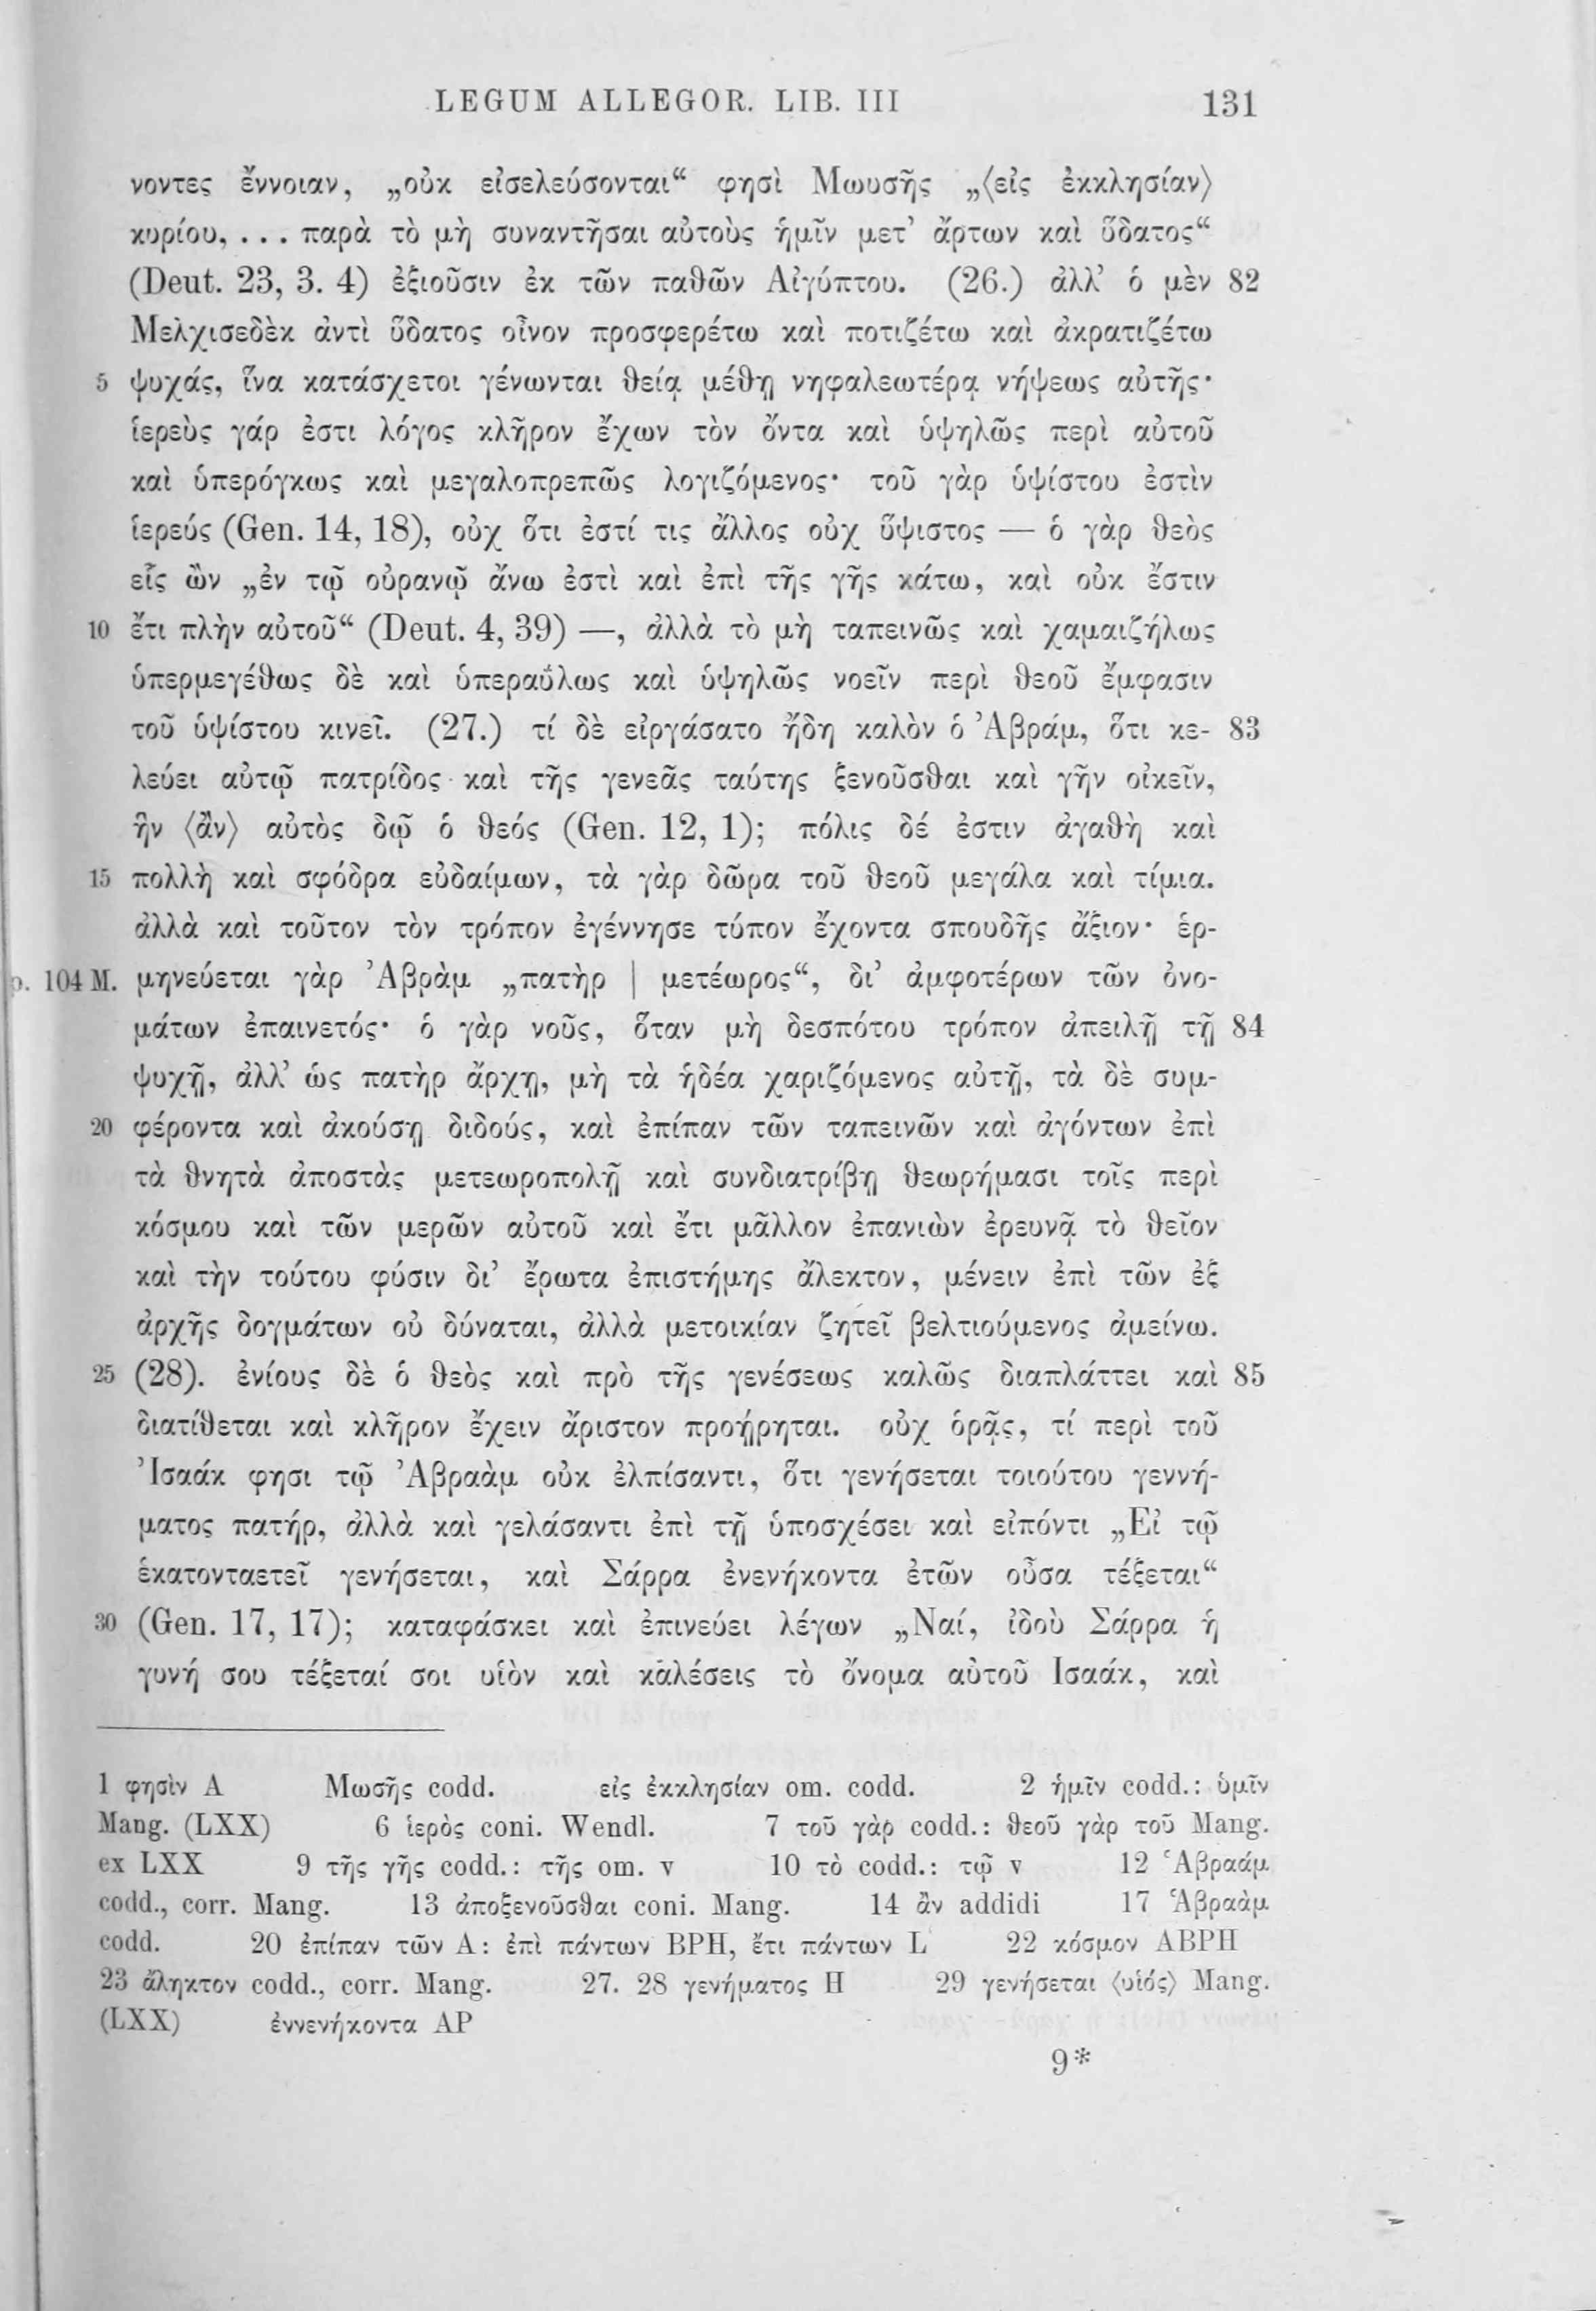 LEGUM ALLEGOR. LIB. III 131
νοντες ἔννοιαν, „οὐκ εἰσελεύσονται“ φησὶ Μωυσῆς „⟨εἰς ἐκκλησίαν⟩
κυρίου, ... παρὰ τὸ μὴ συναντῆσαι αὐτοὺς ἡμῖν μετ’ ἄρτων καὶ ὕδατος“
(Deut. 23, 3. 4) ἐξιοῦσιν ἐκ τῶν παθῶν Αἰγύπτου. (26.) ἀλλ’ ὁ μὲν 82
Μελχισεδὲκ ἀντὶ ὕδατος οἶνον προσφερέτω καὶ ποτιζέτω καὶ ἀκρατιζέτω
5 ψυχάς, ἵνα κατάσχετοι γένωνται θείᾳ μέθῃ νηφαλεωτέρᾳ νήψεως αὐτῆς·
ἱερεὺς γάρ ἐστι λόγος κλῆρον ἔχων τὸν ὄντα καὶ ὑψηλῶς περὶ αὐτοῦ
καὶ ὑπερόγκως καὶ μεγαλοπρεπῶς λογιζόμενος· τοῦ γὰρ ὑψίστου ἐστὶν
ἱερεύς (Gen. 14, 18), οὐχ ὅτι ἐστί τις ἄλλος οὐχ ὕψιστος — ὁ γὰρ θεὸς
εἷς ὢν „ἐν τῷ οὐρανῷ ἄνω ἐστὶ καὶ ἐπὶ τῆς γῆς κάτω, καὶ οὐκ ἔστιν
10 ἔτι πλὴν αὐτοῦ“ (Deut. 4, 39) —, ἀλλὰ τὸ μὴ ταπεινῶς καὶ χαμαιζήλως
ὑπερμεγέθως δὲ καὶ ὑπεραΰλως καὶ ὑψηλῶς νοεῖν περὶ θεοῦ ἔμφασιν
τοῦ ὑψίστου κινεῖ. (27.) τί δὲ εἰργάσατο ἤδη καλὸν ὁ Ἀβράμ, ὅτι κε- 83
λεύει αὐτῷ πατρίδος καὶ τῆς γενεᾶς ταύτης ξενοῦσθαι καὶ γῆν οἰκεῖν,
ἣν ⟨ἂν⟩ αὐτὸς δῷ ὁ θεός (Gen. 12, 1); πόλις δέ ἐστιν ἀγαθὴ καὶ
15 πολλὴ καὶ σφόδρα εὐδαίμων, τὰ γὰρ δῶρα τοῦ θεοῦ μεγάλα καὶ τίμια.
ἀλλὰ καὶ τοῦτον τὸν τρόπον ἐγέννησε τύπον ἔχοντα σπουδῆς ἄξιον· ἑρ-
p. 104 M. μηνεύεται γὰρ Ἀβρὰμ „πατὴρ | μετέωρος“, δι’ ἀμφοτέρων τῶν ὀνο-
μάτων ἐπαινετός· ὁ γὰρ νοῦς, ὅταν μὴ δεσπότου τρόπον ἀπειλῇ τῇ 84
ψυχῇ, ἀλλ’ ὡς πατὴρ ἄρχῃ, μὴ τὰ ἡδέα χαριζόμενος αὐτῇ, τὰ δὲ συμ-
20 φέροντα καὶ ἀκούσῃ διδούς, καὶ ἐπίπαν τῶν ταπεινῶν καὶ ἀγόντων ἐπὶ
τὰ θνητὰ ἀποστὰς μετεωροπολῇ καὶ συνδιατρίβῃ θεωρήμασι τοῖς περὶ
κόσμου καὶ τῶν μερῶν αὐτοῦ καὶ ἔτι μᾶλλον ἐπανιὼν ἐρευνᾷ τὸ θεῖον
καὶ τὴν τούτου φύσιν δι’ ἔρωτα ἐπιστήμης ἄλεκτον, μένειν ἐπὶ τῶν ἐξ
ἀρχῆς δογμάτων οὐ δύναται, ἀλλὰ μετοικίαν ζητεῖ βελτιούμενος ἀμείνω.
25 (28). ἐνίους δὲ ὁ θεὸς καὶ πρὸ τῆς γενέσεως καλῶς διαπλάττει καὶ 85
διατίθεται καὶ κλῆρον ἔχειν ἄριστον προῄρηται. οὐχ ὁρᾷς, τί περὶ τοῦ
Ἰσαάκ φησι τῷ Ἀβραὰμ οὐκ ἐλπίσαντι, ὅτι γενήσεται τοιούτου γεννή-
ματος πατήρ, ἀλλὰ καὶ γελάσαντι ἐπὶ τῇ ὑποσχέσει καὶ εἰπόντι „Εἰ τῷ
ἑκατονταετεῖ γενήσεται, καὶ Σάρρα ἐνενήκοντα ἐτῶν οὖσα τέξεται“
30 (Gen. 17, 17); καταφάσκει καὶ ἐπινεύει λέγων „Ναί, ἰδοὺ Σάρρα ἡ
γυνή σου τέξεταί σοι υἱὸν καὶ καλέσεις τὸ ὄνομα αὐτοῦ Ισαάκ, καὶ
1 φησὶν A Μωσῆς codd. εἰς ἐκκλησίαν om. codd. 2 ἡμῖν codd.: ὑμῖν
Mang. (LXX) 6 ἱερὸς coni. Wendl. 7 τοῦ γὰρ codd.: θεοῦ γὰρ τοῦ Mang.
ex LXX 9 τῆς γῆς codd.: τῆς om. v 10 τὸ codd.: τῷ v 12 Ἁβραάμ
codd., corr. Mang. 13 ἀποξενοῦσθαι coni. Mang. 14 ἂν addidi 17 Ἁβραὰμ
codd. 20 ἐπίπαν τῶν A: ἐπὶ πάντων BPH, ἔτι πάντων L 22 κόσμον ABPH
23 ἄληκτον codd., corr. Mang. 27. 28 γενήματος H 29 γενήσεται ⟨υἱός⟩ Mang.
(LXX) ἐννενήκοντα AP
9*